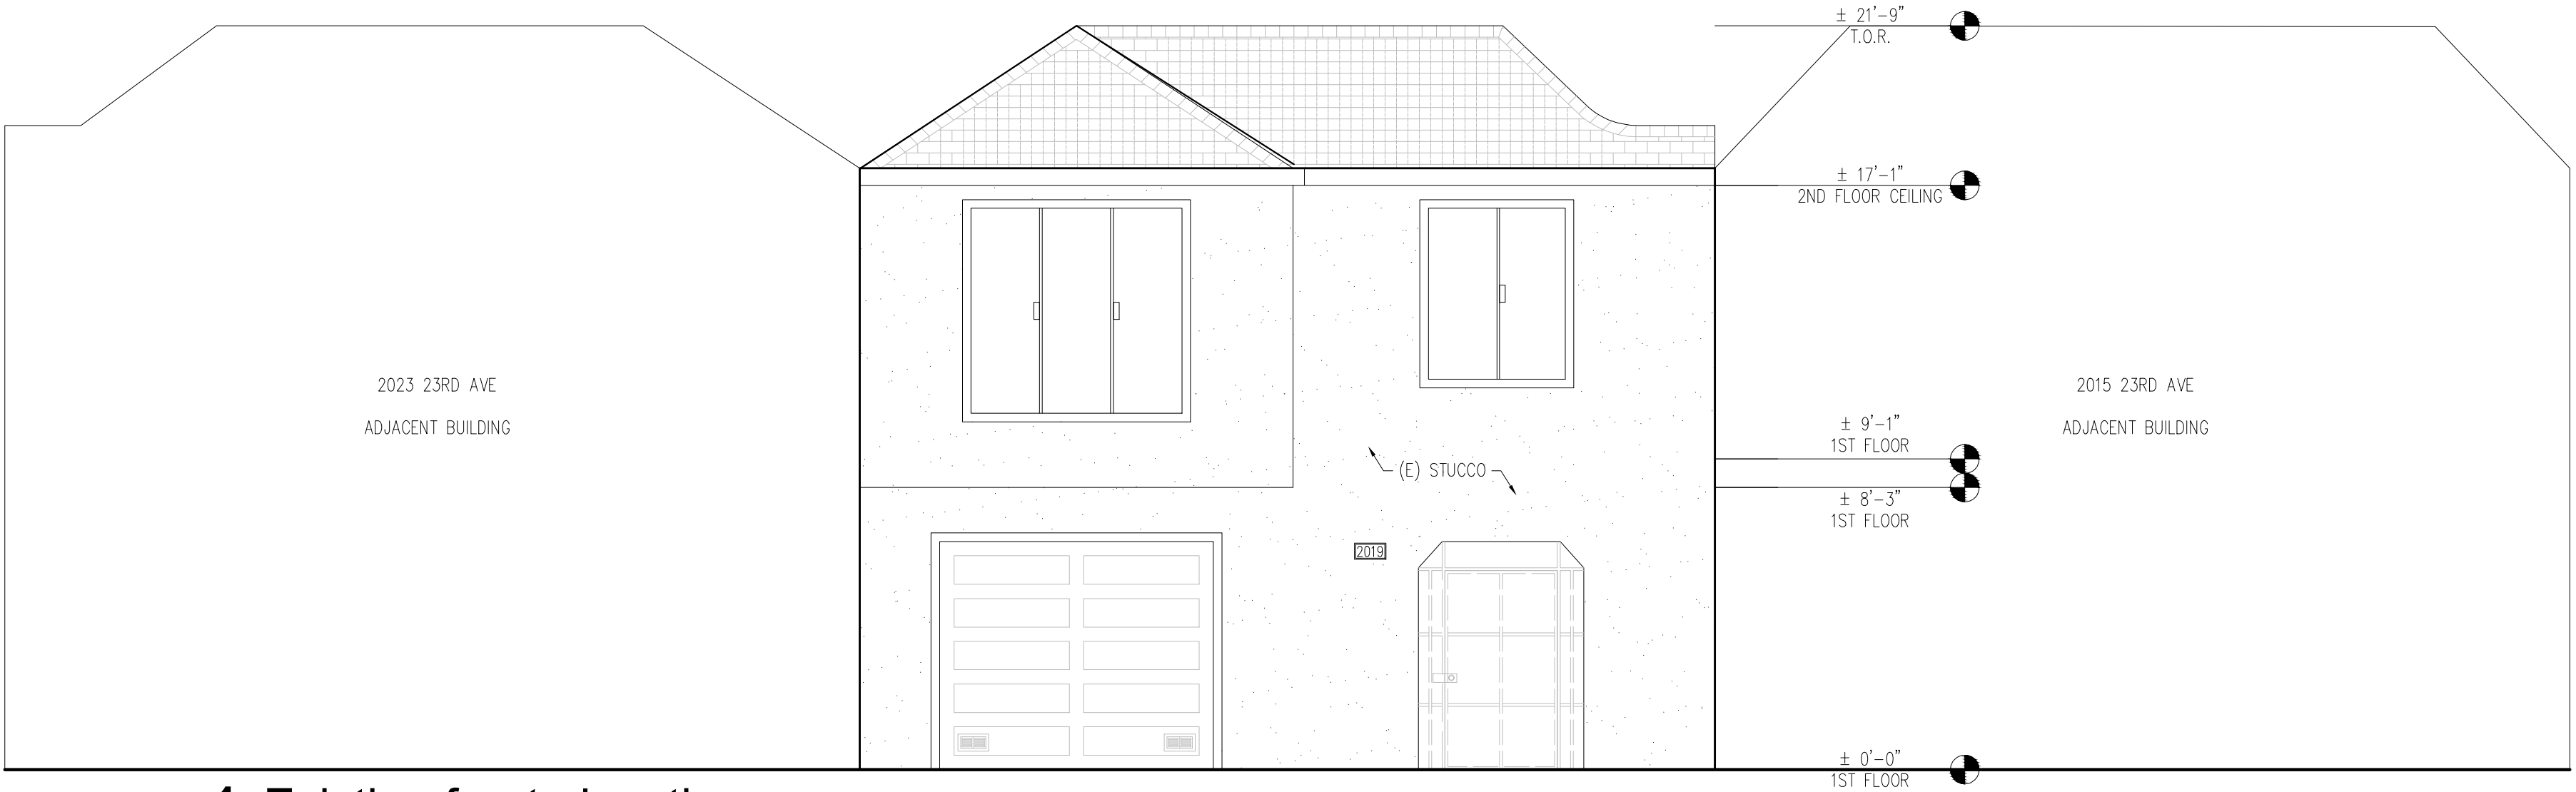 ± 21'-9"
T.O.R.
± 17'-1"
2ND FLOOR CEILING
2023 23RD AVE
ADJACENT BUILDING
2015 23RD AVE
ADJACENT BUILDING
± 9'-1"
1ST FLOOR
(E) STUCCO
± 8'-3"
1ST FLOOR
2019
± 0'-0"
1ST FLOOR